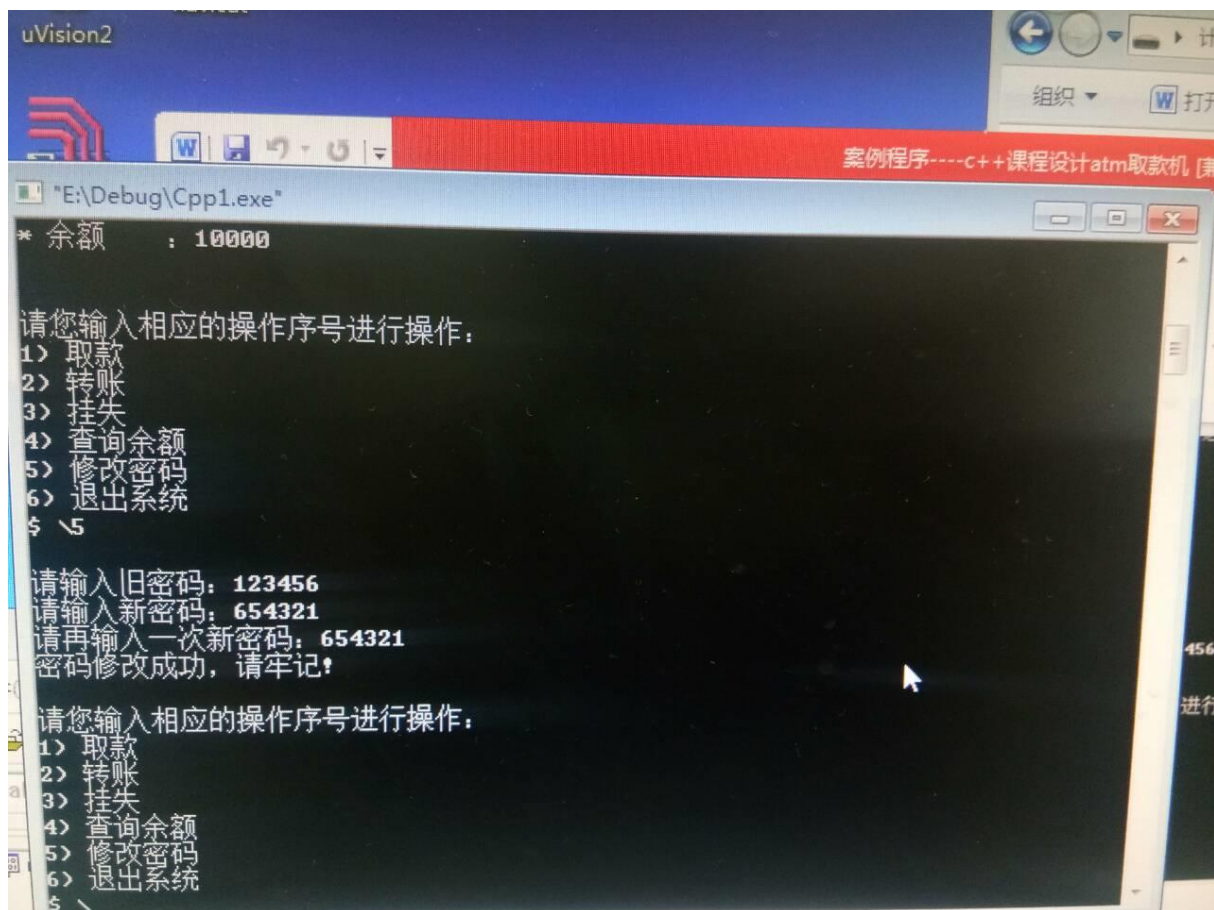 uVision2
计
组织
打开
案例程序----c++课程设计atm取款机 [兼
"E:\Debug\Cpp1.exe"
* 余额 : 10000
请您输入相应的操作序号进行操作:
1) 取款
2) 转账
3) 挂失
4) 查询余额
5) 修改密码
6) 退出系统
$ \5
请输入旧密码: 123456
请输入新密码: 654321
请再输入一次新密码: 654321
密码修改成功, 请牢记!
456
进行
请您输入相应的操作序号进行操作:
1) 取款
2) 转账
3) 挂失
4) 查询余额
5) 修改密码
6) 退出系统
$ \